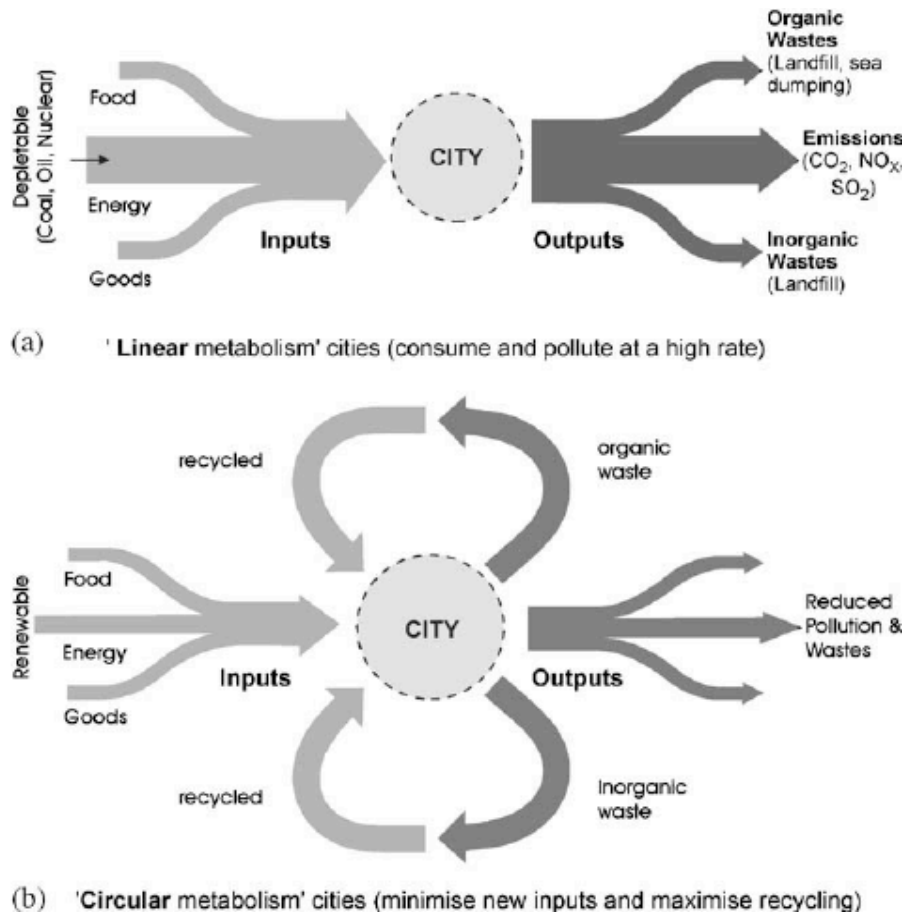 Organic
Wastes
(Landfill, sea
dumping)
Food
Depletable
(Coal, Oil, Nuclear)
CITY
Emissions
(CO₂, NOₓ,
SO₂)
Energy
Inputs
Outputs
Inorganic
Wastes
(Landfill)
Goods
(a) ' Linear metabolism' cities (consume and pollute at a high rate)
recycled
organic
waste
Renewable
Food
Energy
Goods
Inputs
CITY
Outputs
Reduced
Pollution &
Wastes
recycled
Inorganic
waste
(b) 'Circular metabolism' cities (minimise new inputs and maximise recycling)